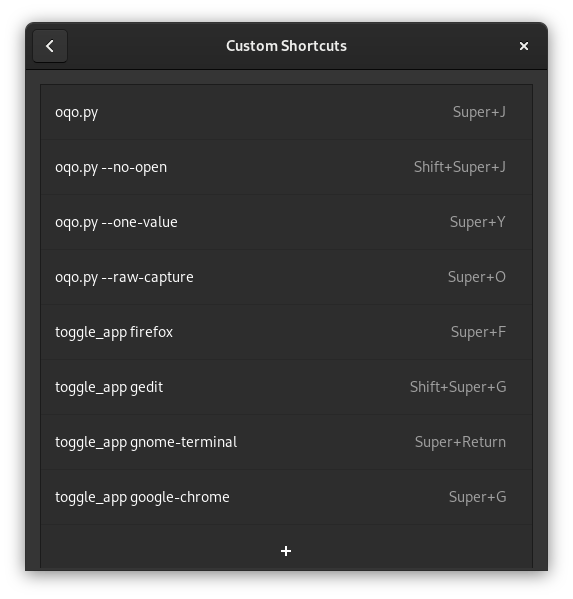 Custom Shortcuts
oqo.py Super+J
oqo.py --no-open Shift+Super+J
oqo.py --one-value Super+Y
oqo.py --raw-capture Super+O
toggle_app firefox Super+F
toggle_app gedit Shift+Super+G
toggle_app gnome-terminal Super+Return
toggle_app google-chrome Super+G